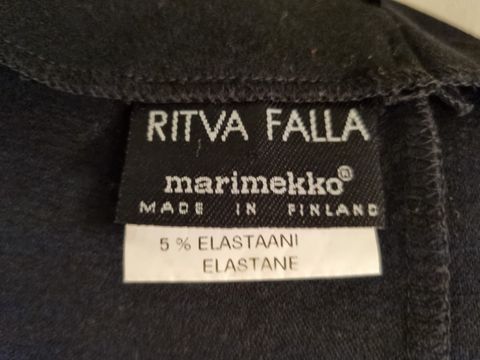 RITVA FALLA
marimekko®
MADE IN FINLAND
5 % ELASTAANI
ELASTANE